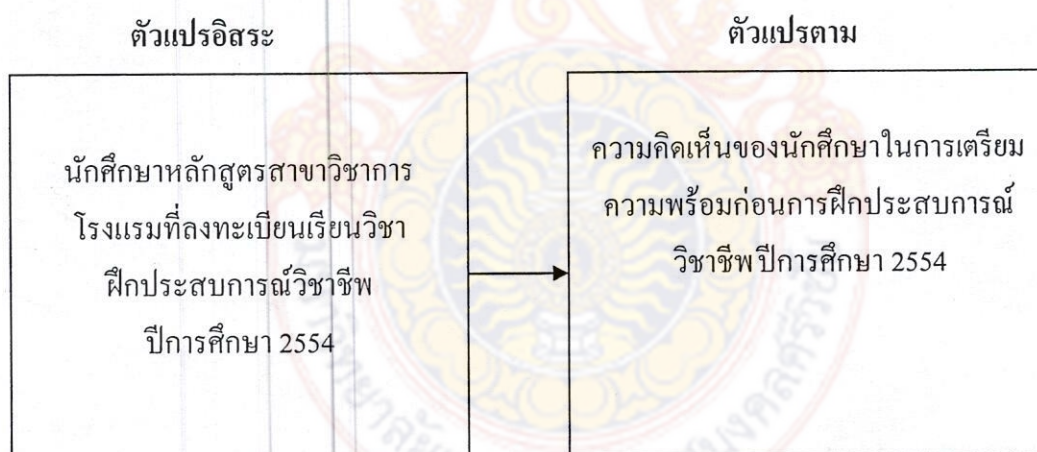 ตัวแปรอิสระ
นักศึกษาหลักสูตรสาขาวิชาการ
โรงแรมที่ลงทะเบียนเรียนวิชา
ฝึกประสบการณ์วิชาชีพ
ปีการศึกษา 2554
ตัวแปรตาม
ความคิดเห็นของนักศึกษาในการเตรียม
ความพร้อมก่อนการฝึกประสบการณ์
วิชาชีพ ปีการศึกษา 2554